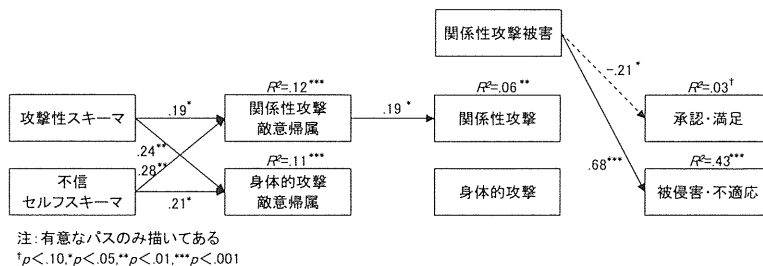 関係性攻撃被害
-.21*
R²=.12***
R²=.06**
R²=.03†
攻撃性スキーマ
.19*
関係性攻撃
敵意帰属
.19*
関係性攻撃
承認・満足
.24**
.28**
R²=.11***
.68***
R²=.43***
不信
セルフスキーマ
.21*
身体的攻撃
敵意帰属
身体的攻撃
被侵害・不適応
注:有意なパスのみ描いてある
†p<.10,*p<.05,**p<.01,***p<.001